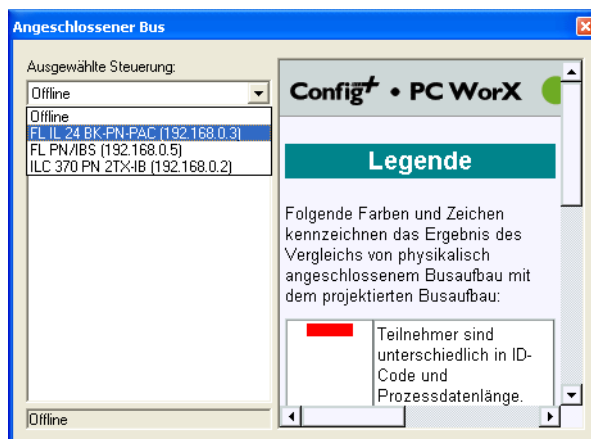 Angeschlossener Bus
Ausgewählte Steuerung:
Offline
Offline
FL IL 24 BK-PN-PAC (192.168.0.3)
FL PN/IBS (192.168.0.5)
ILC 370 PN 2TX-IB (192.168.0.2)
Offline
Config+ • PC WorX
Legende
Folgende Farben und Zeichen
kennzeichnen das Ergebnis des
Vergleichs von physikalisch
angeschlossenem Busaufbau mit
dem projektierten Busaufbau:
Teilnehmer sind
unterschiedlich in ID-
Code und
Prozessdatenlänge.